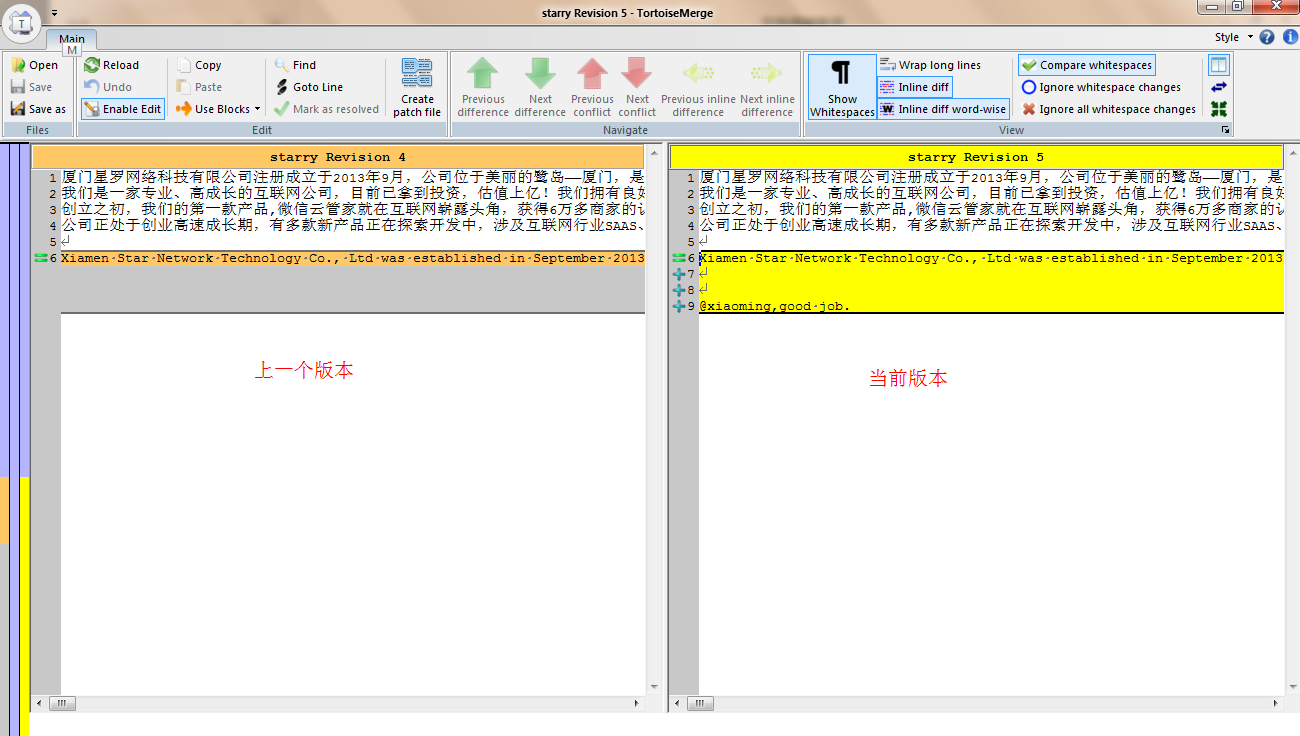 starry Revision 5 - TortoiseMerge
T
Main
M
Style
Open
Save
Save as
Files
Reload
Undo
Enable Edit
Copy
Paste
Use Blocks
Find
Goto Line
Mark as resolved
Edit
Create patch file
Previous difference
Next difference
Previous conflict
Next conflict
Previous inline difference
Next inline difference
Navigate
¶
Show Whitespaces
Wrap long lines
Inline diff
Inline diff word-wise
Compare whitespaces
Ignore whitespace changes
Ignore all whitespace changes
View
starry Revision 4
1 厦门星罗网络科技有限公司注册成立于2013年9月，公司位于美丽的鹭岛—厦门，是
2 我们是一家专业、高成长的互联网公司，目前已拿到投资，估值上亿！我们拥有良好
3 创立之初，我们的第一款产品,微信云管家就在互联网崭露头角，获得6万多商家的
4 公司正处于创业高速成长期，有多款新产品正在探索开发中，涉及互联网行业SAAS、
5 ↵
6 Xiamen·Star·Network·Technology·Co.,·Ltd·was·established·in·September·2013
上一个版本
starry Revision 5
1 厦门星罗网络科技有限公司注册成立于2013年9月，公司位于美丽的鹭岛—厦门，是
2 我们是一家专业、高成长的互联网公司，目前已拿到投资，估值上亿！我们拥有良好
3 创立之初，我们的第一款产品,微信云管家就在互联网崭露头角，获得6万多商家的
4 公司正处于创业高速成长期，有多款新产品正在探索开发中，涉及互联网行业SAAS、
5 ↵
6 Xiamen·Star·Network·Technology·Co.,·Ltd·was·established·in·September·2013
7 ↵
8 ↵
9 @xiaoming,good·job.
当前版本